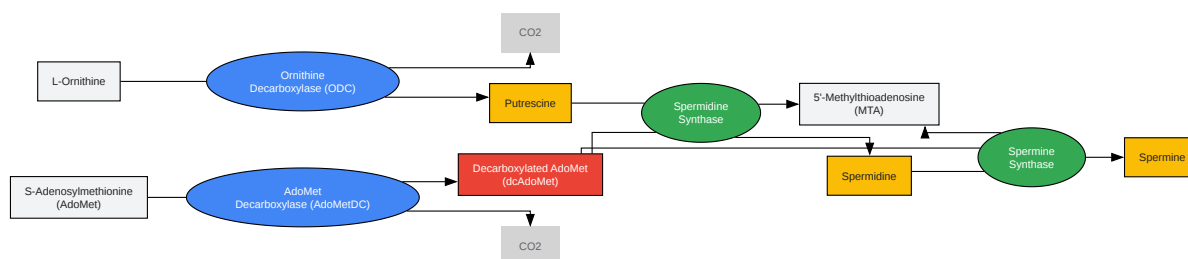 CO2
L-Ornithine
Ornithine
Decarboxylase (ODC)
Putrescine
Spermidine
Synthase
5'-Methylthioadenosine
(MTA)
Spermine
Synthase
Spermine
Decarboxylated AdoMet
(dcAdoMet)
Spermidine
S-Adenosylmethionine
(AdoMet)
AdoMet
Decarboxylase (AdoMetDC)
CO2